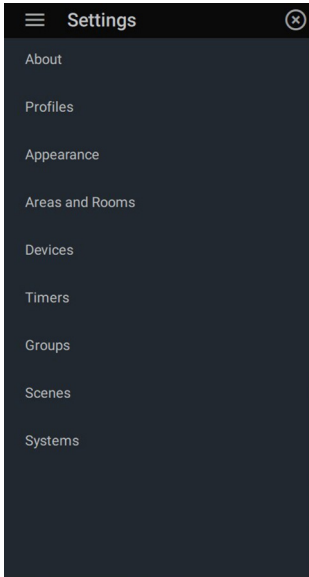 Settings
About
Profiles
Appearance
Areas and Rooms
Devices
Timers
Groups
Scenes
Systems